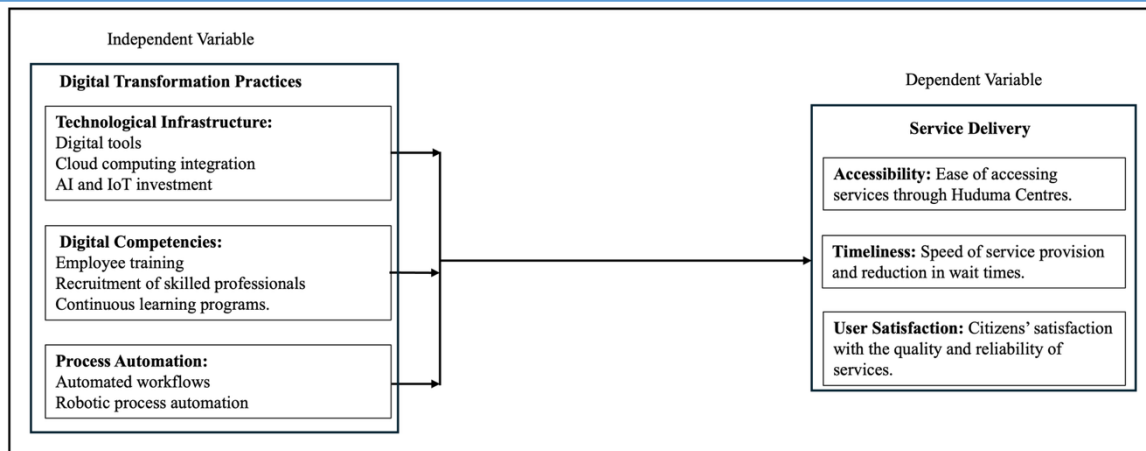 Independent Variable
Digital Transformation Practices
Technological Infrastructure:
Digital tools
Cloud computing integration
AI and IoT investment
Digital Competencies:
Employee training
Recruitment of skilled professionals
Continuous learning programs.
Process Automation:
Automated workflows
Robotic process automation
Dependent Variable
Service Delivery
Accessibility: Ease of accessing
services through Huduma Centres.
Timeliness: Speed of service provision
and reduction in wait times.
User Satisfaction: Citizens’ satisfaction
with the quality and reliability of
services.